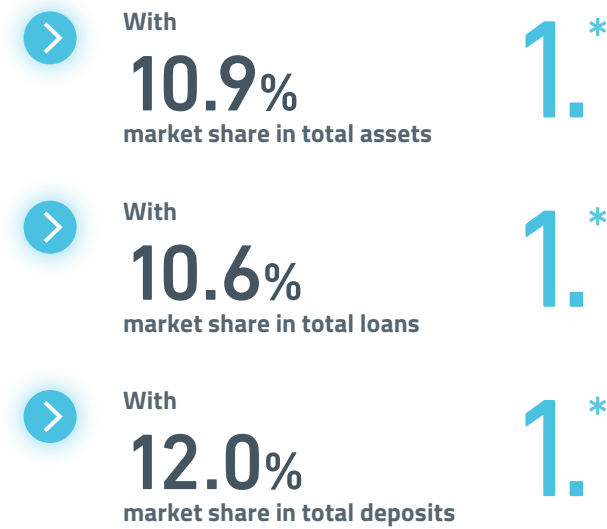 With
10.9%
market share in total assets
1.*
With
10.6%
market share in total loans
1.*
With
12.0%
market share in total deposits
1.*